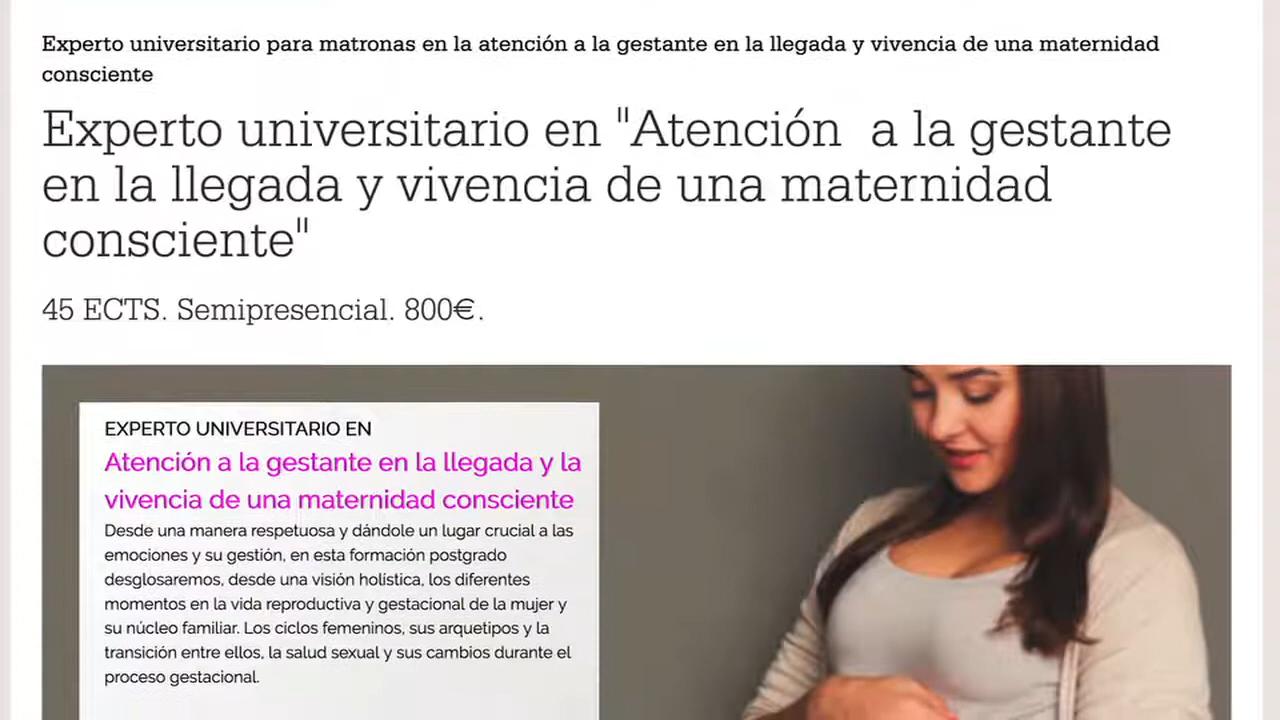 Experto universitario para matronas en la atención a la gestante en la llegada y vivencia de una maternidad
consciente
Experto universitario en "Atención  a la gestante
en la llegada y vivencia de una maternidad
consciente"
45 ECTS. Semipresencial. 800€.
EXPERTO UNIVERSITARIO EN
Atención a la gestante en la llegada y la
vivencia de una maternidad consciente
Desde una manera respetuosa y dándole un lugar crucial a las
emociones y su gestión, en esta formación postgrado
desglosaremos, desde una visión holística, los diferentes
momentos en la vida reproductiva y gestacional de la mujer y
su núcleo familiar. Los ciclos femeninos, sus arquetipos y la
transición entre ellos, la salud sexual y sus cambios durante el
proceso gestacional.